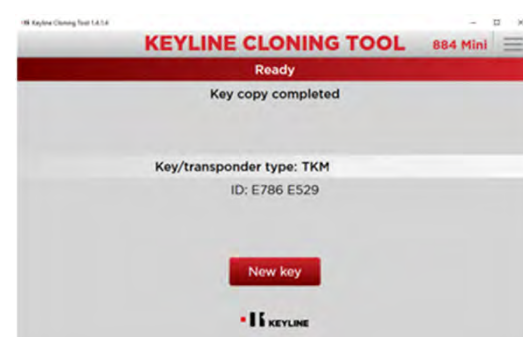 Keyline Cloning Tool 1.4.1.4
KEYLINE CLONING TOOL 884 Mini
Ready
Key copy completed
Key/transponder type: TKM
ID: E786 E529
New key
KEYLINE